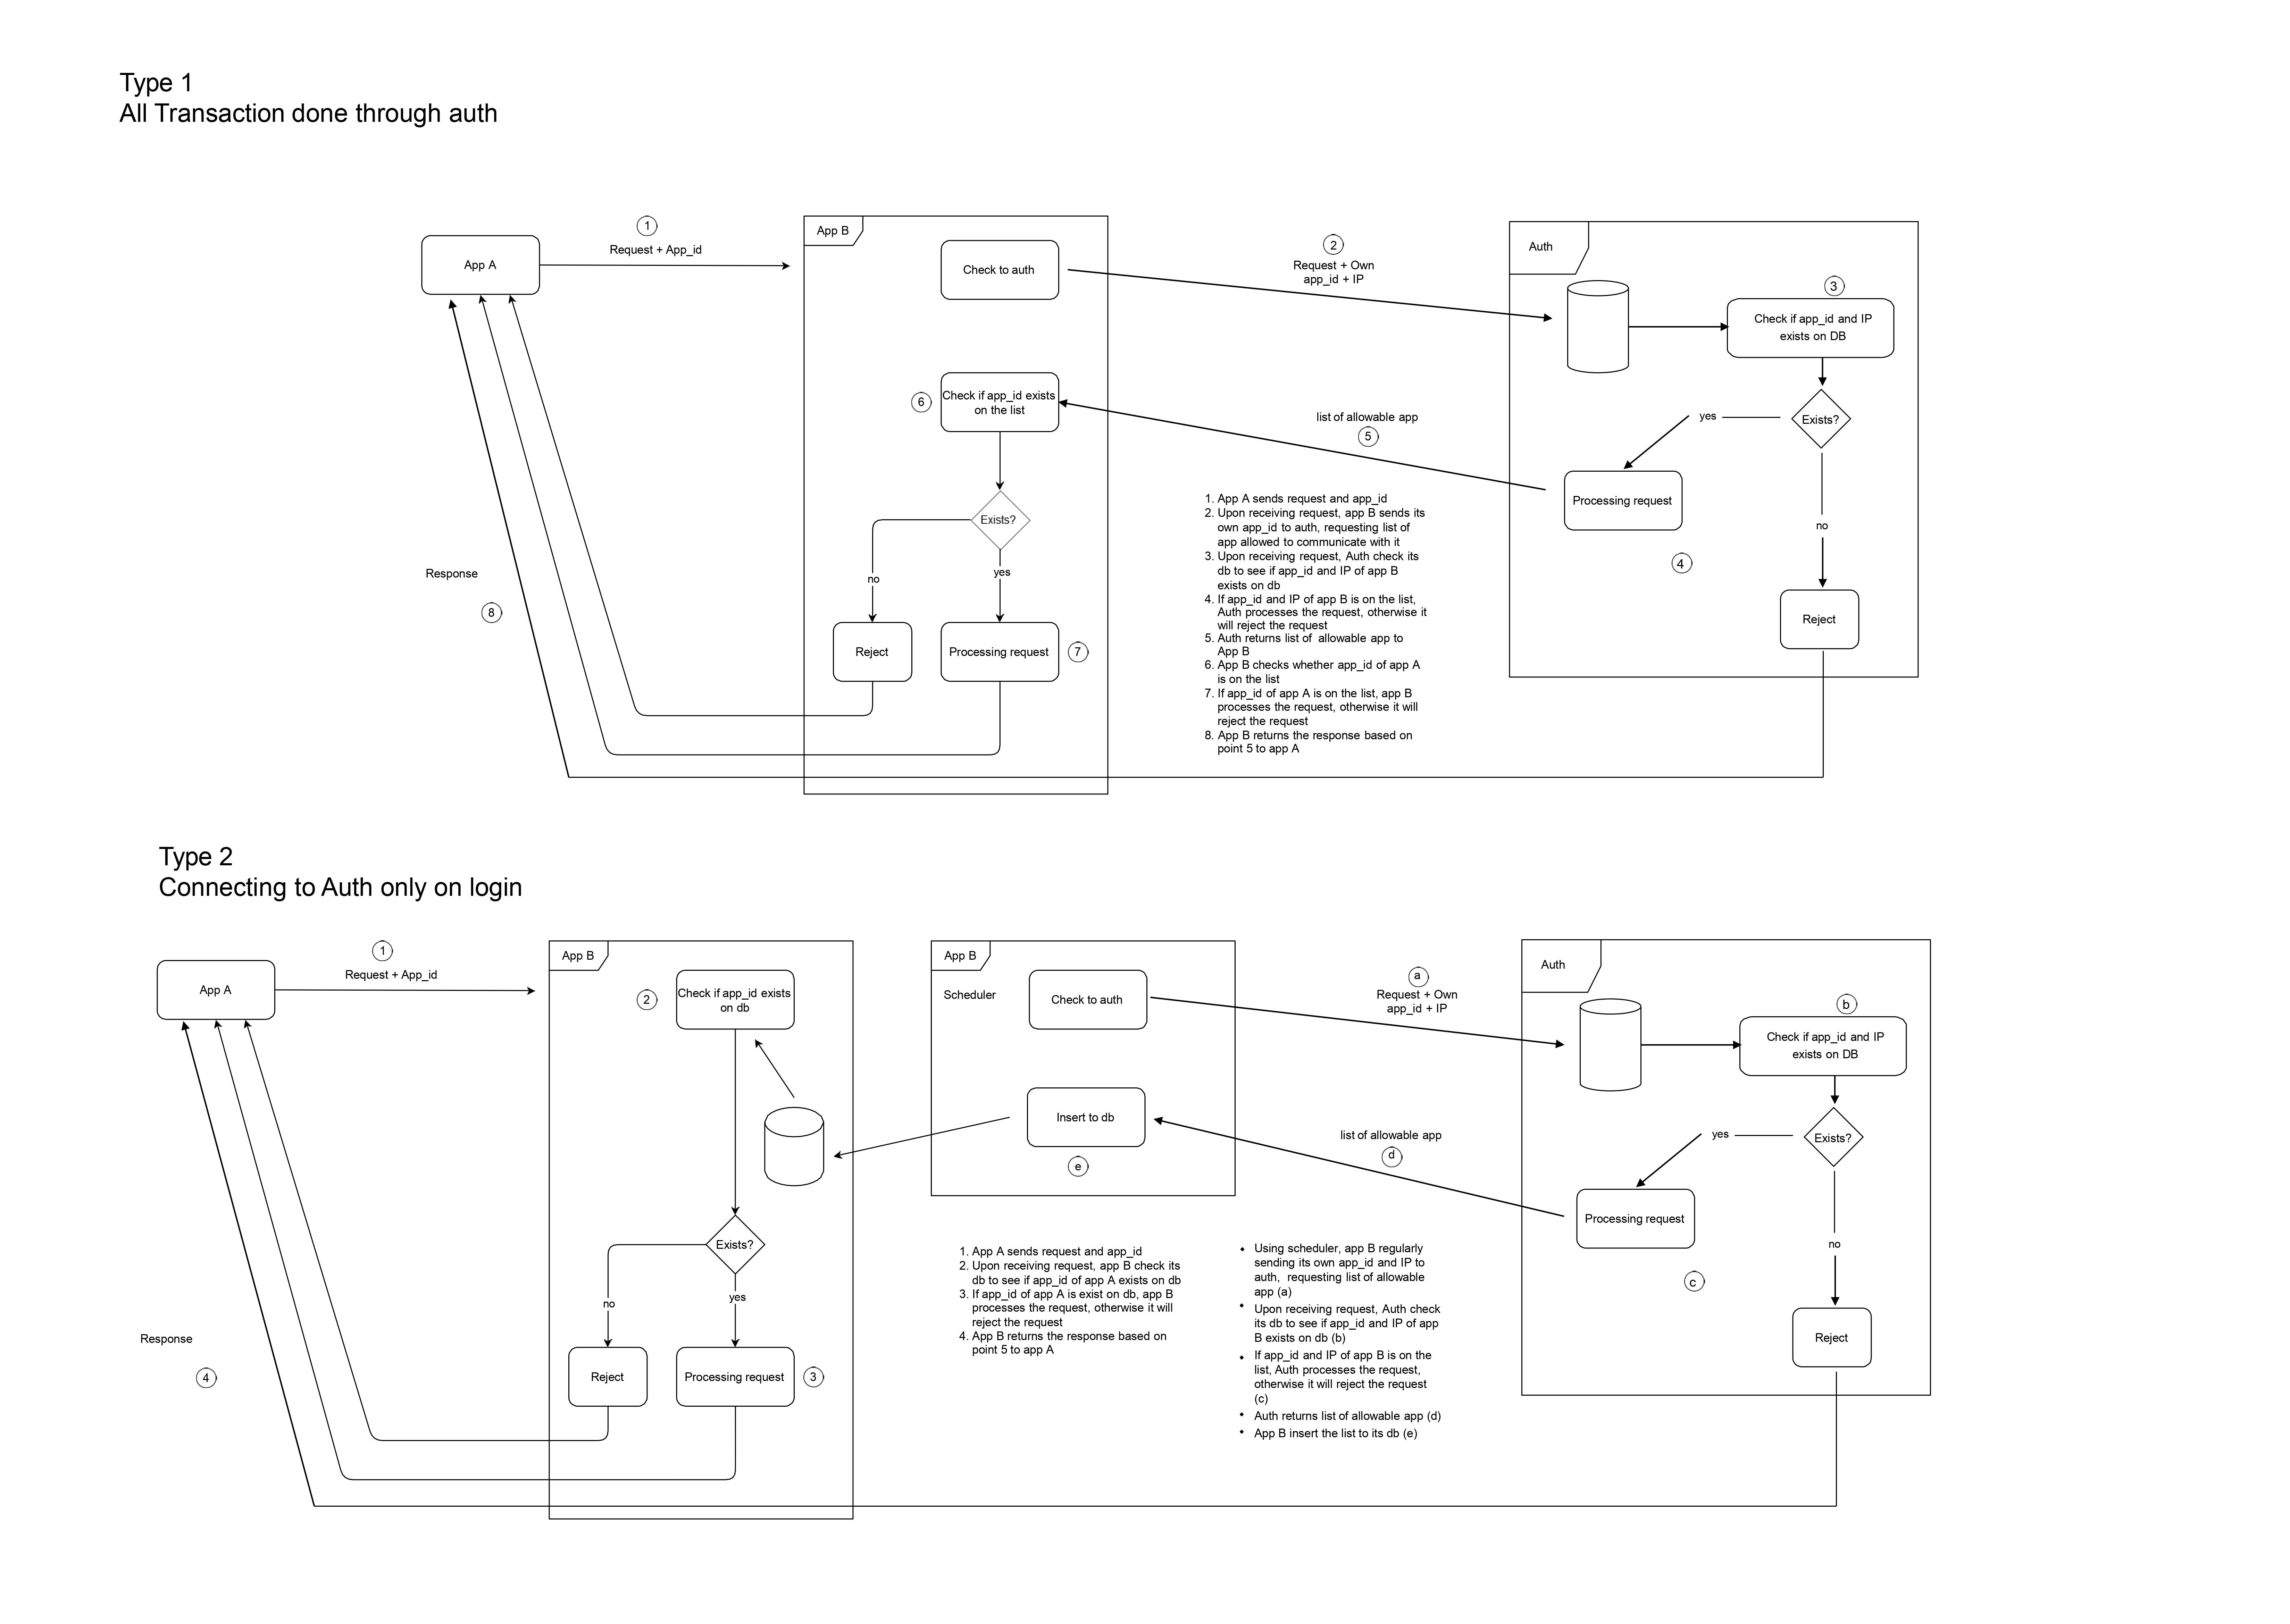 Type 1
All Transaction done through auth
1
Request + App_id
App A
App B
Check to auth
2
Request + Own
app_id + IP
Auth
3
Check if app_id and IP
exists on DB
Exists?
yes
no
Processing request
4
Reject
list of allowable app
5
6
Check if app_id exists
on the list
Exists?
no
yes
Reject
Processing request
7
Response
8
1. App A sends request and app_id
2. Upon receiving request, app B sends its
own app_id to auth, requesting list of
app allowed to communicate with it
3. Upon receiving request, Auth check its
db to see if app_id and IP of app B
exists on db
4. If app_id and IP of app B is on the list,
Auth processes the request, otherwise it
will reject the request
5. Auth returns list of allowable app to
App B
6. App B checks whether app_id of app A
is on the list
7. If app_id of app A is on the list, app B
processes the request, otherwise it will
reject the request
8. App B returns the response based on
point 5 to app A
Type 2
Connecting to Auth only on login
1
Request + App_id
App A
App B
2
Check if app_id exists
on db
Exists?
no
yes
Reject
Processing request
3
Response
4
App B
Scheduler
Check to auth
Insert to db
e
a
Request + Own
app_id + IP
list of allowable app
d
Auth
b
Check if app_id and IP
exists on DB
Exists?
yes
no
Processing request
c
Reject
1. App A sends request and app_id
2. Upon receiving request, app B check its
db to see if app_id of app A exists on db
3. If app_id of app A is exist on db, app B
processes the request, otherwise it will
reject the request
4. App B returns the response based on
point 5 to app A
• Using scheduler, app B regularly
sending its own app_id and IP to
auth, requesting list of allowable
app (a)
• Upon receiving request, Auth check
its db to see if app_id and IP of app
B exists on db (b)
• If app_id and IP of app B is on the
list, Auth processes the request,
otherwise it will reject the request
(c)
• Auth returns list of allowable app (d)
• App B insert the list to its db (e)